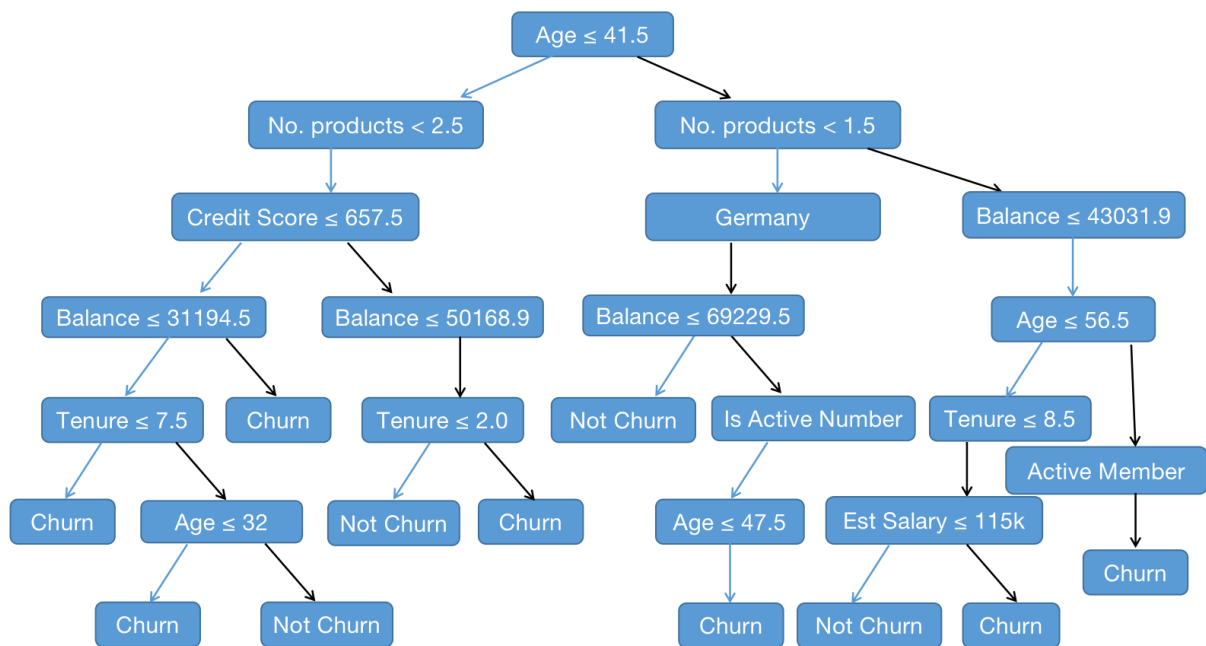 Age ≤ 41.5
No. products < 2.5
No. products < 1.5
Credit Score ≤ 657.5
Germany
Balance ≤ 43031.9
Balance ≤ 31194.5
Balance ≤ 50168.9
Balance ≤ 69229.5
Age ≤ 56.5
Tenure ≤ 7.5
Churn
Tenure ≤ 2.0
Not Churn
Is Active Number
Tenure ≤ 8.5
Active Member
Churn
Age ≤ 32
Not Churn
Churn
Age ≤ 47.5
Est Salary ≤ 115k
Churn
Churn
Not Churn
Churn
Not Churn
Churn